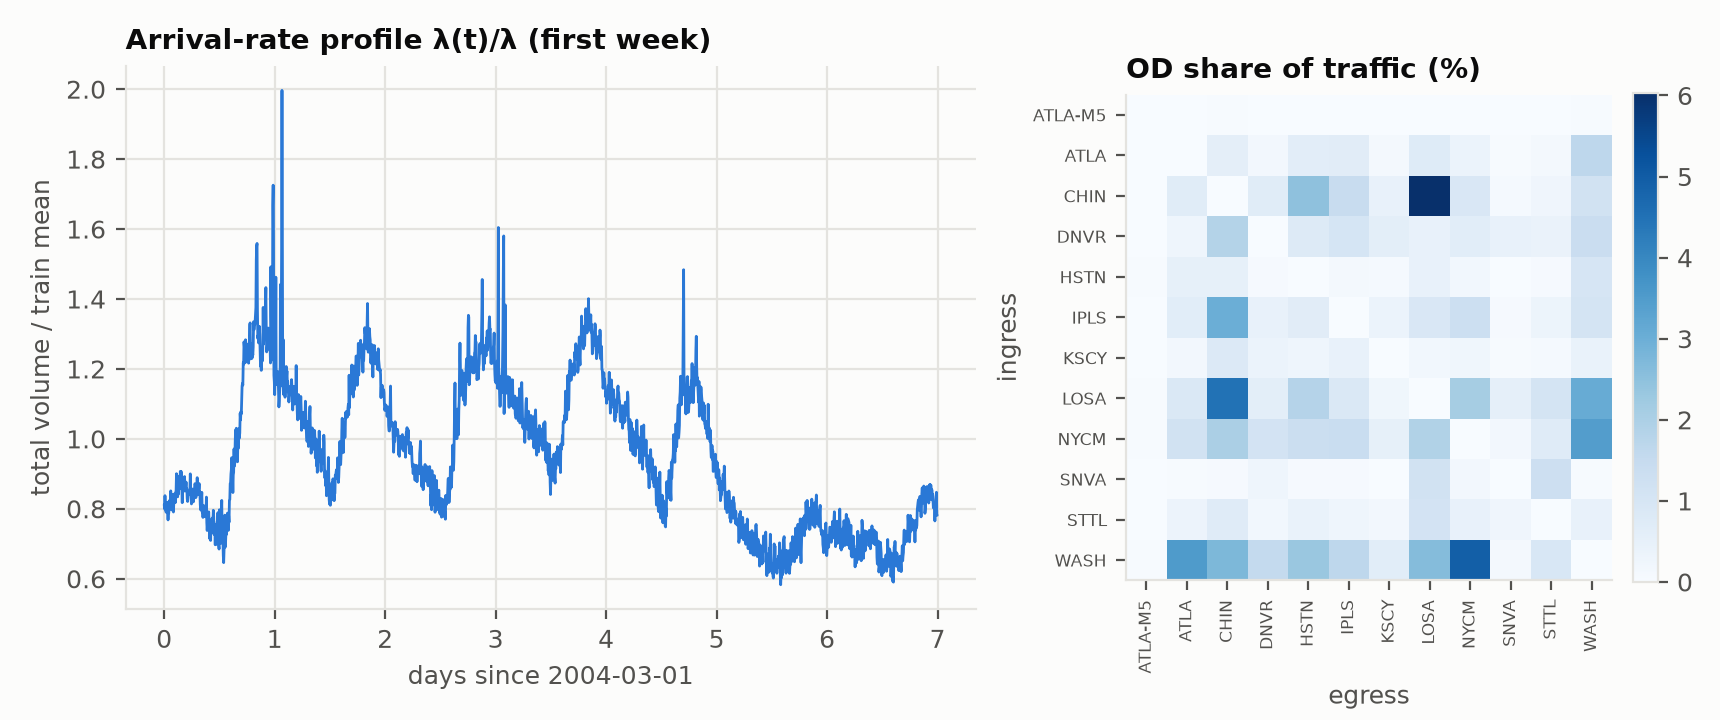 Arrival-rate profile λ(t)/λ (first week)
total volume / train mean
2.0
1.8
1.6
1.4
1.2
1.0
0.8
0.6
0 1 2 3 4 5 6 7
days since 2004-03-01
OD share of traffic (%)
ingress
ATLA-M5
ATLA
CHIN
DNVR
HSTN
IPLS
KSCY
LOSA
NYCM
SNVA
STTL
WASH
ATLA-M5 ATLA CHIN DNVR HSTN IPLS KSCY LOSA NYCM SNVA STTL WASH
egress
6
5
4
3
2
1
0